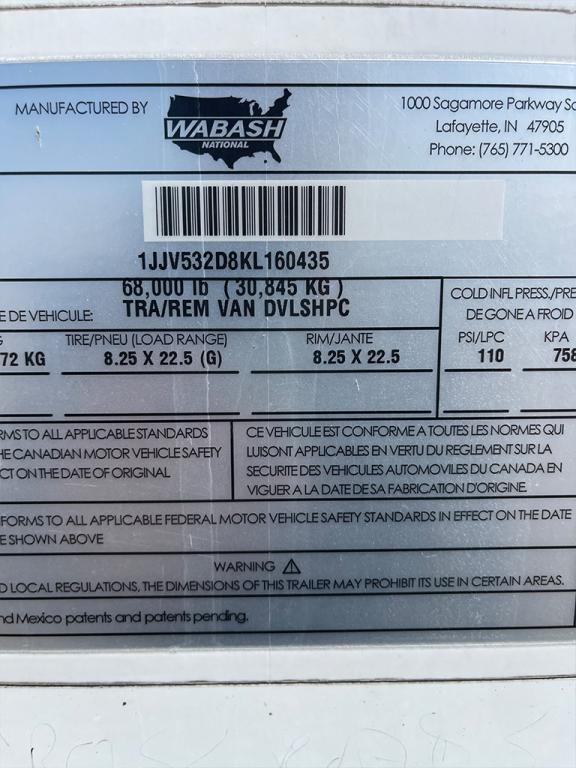 MANUFACTURED BY
WABASH
NATIONAL
1000 Sagamore Parkway So
Lafayette, IN 47905
Phone: (765) 771-5300
1JJV532D8KL160435
68,000 lb (30,845 KG)
E DE VEHICULE: TRA/REM VAN DVLSHPC
COLD INFL PRESS./PRE
DE GONE A FROID
G TIRE/PNEU (LOAD RANGE) RIM/JANTE PSI/LPC KPA
72 KG 8.25 X 22.5 (G) 8.25 X 22.5 110 758
RMS TO ALL APPLICABLE STANDARDS
HE CANADIAN MOTOR VEHICLE SAFETY
CT ON THE DATE OF ORIGINAL
CE VEHICULE EST CONFORME A TOUTES LES NORMES QUI
LUI SONT APPLICABLES EN VERTU DU REGLEMENT SUR LA
SECURITE DES VEHICULES AUTOMOVILES DU CANADA EN
VIGUER A LA DATE DE SA FABRICATION D'ORIGINE.
FORMS TO ALL APPLICABLE FEDERAL MOTOR VEHICLE SAFETY STANDARDS IN EFFECT ON THE DATE
E SHOWN ABOVE
WARNING
D LOCAL REGULATIONS, THE DIMENSIONS OF THIS TRAILER MAY PROHIBIT ITS USE IN CERTAIN AREAS.
nd Mexico patents and patents pending.